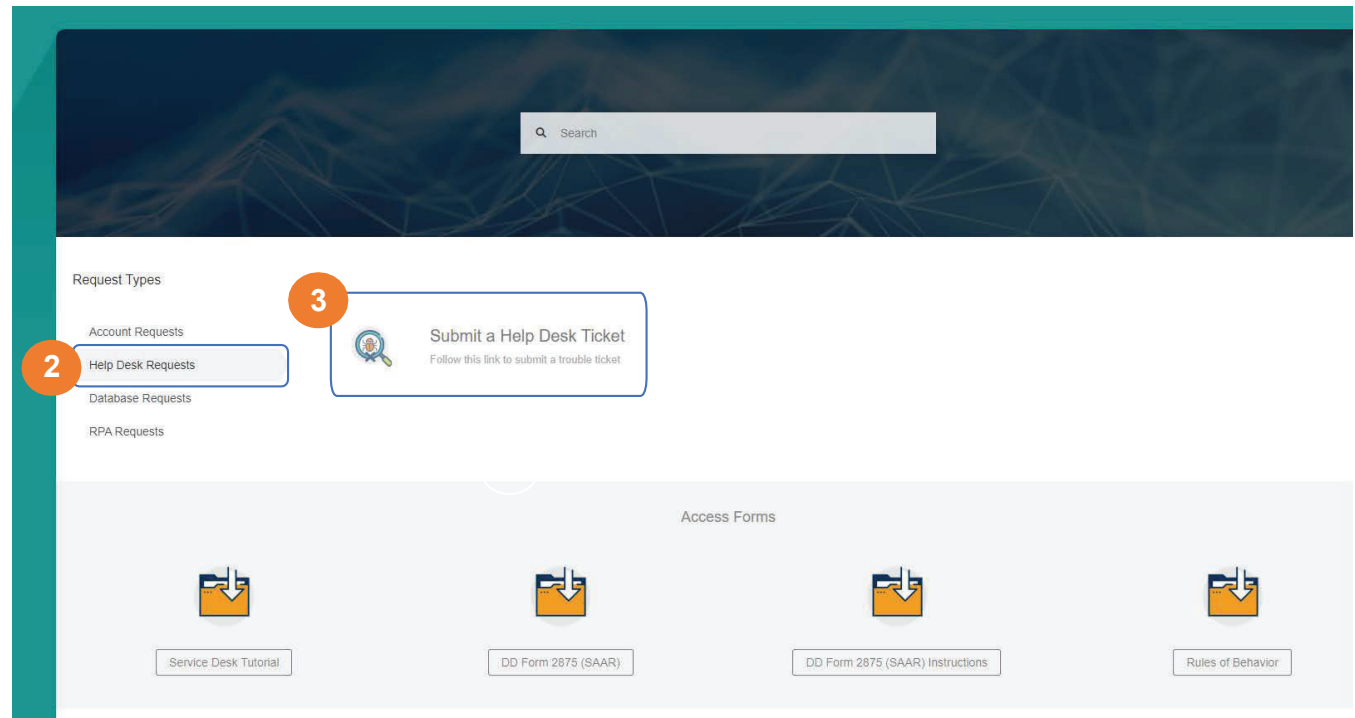 Search
Request Types
3
Account Requests
Submit a Help Desk Ticket
2
Help Desk Requests
Follow this link to submit a trouble ticket
Database Requests
RPA Requests
Access Forms
Service Desk Tutorial
DD Form 2875 (SAAR)
DD Form 2875 (SAAR) Instructions
Rules of Behavior